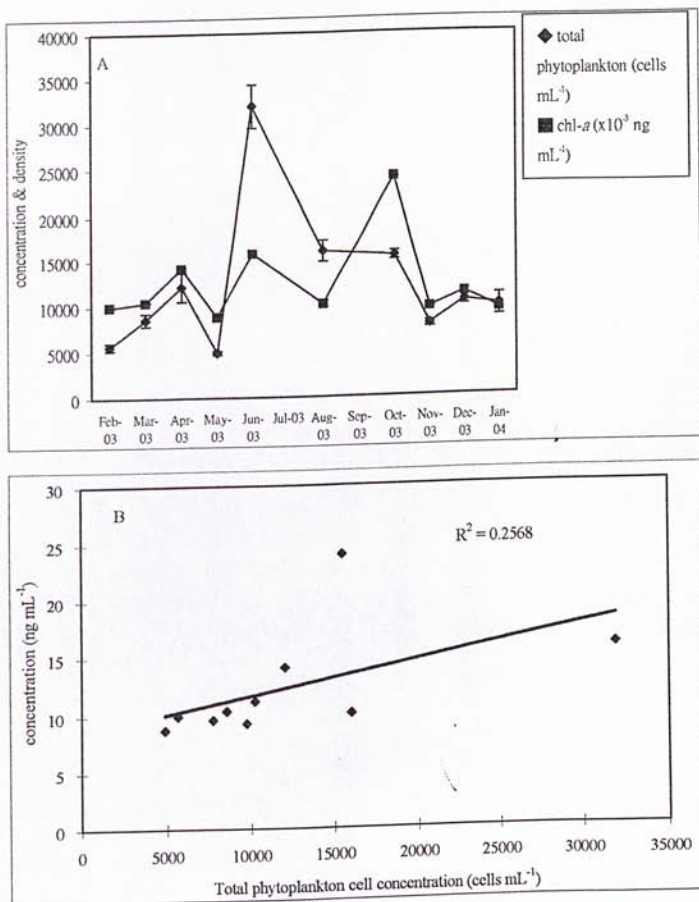 40000
35000
30000
25000
20000
15000
10000
5000
0
concentration & density
A
Feb-03
Mar-03
Apr-03
May-03
Jun-03
Jul-03
Aug-03
Sep-03
Oct-03
Nov-03
Dec-03
Jan-04
total
phytoplankton (cells
mL⁻¹)
chl-a (x10³ ng
mL⁻¹)
30
25
20
15
10
5
0
concentration (ng mL⁻¹)
B
R² = 0.2568
0 5000 10000 15000 20000 25000 30000 35000
Total phytoplankton cell concentration (cells mL⁻¹)